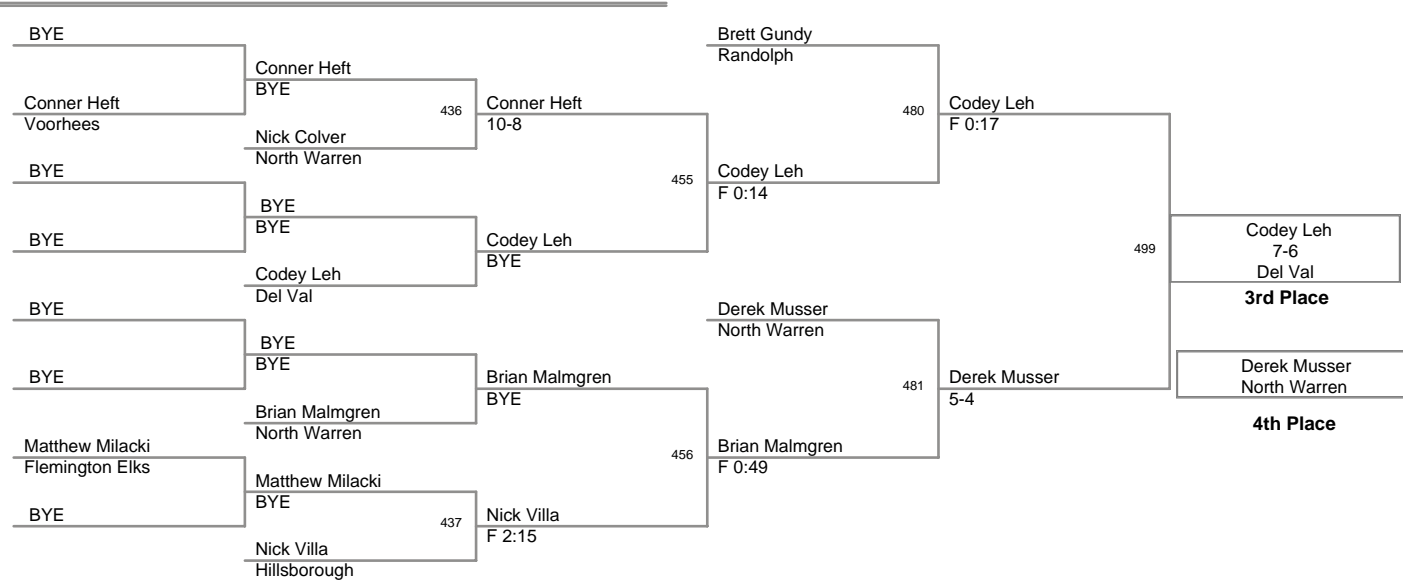 BYE
Conner Heft
Voorhees
BYE
BYE
BYE
BYE
Matthew Milacki
Flemington Elks
BYE
Conner Heft
BYE
436
Nick Colver
North Warren
BYE
BYE
Codey Leh
Del Val
BYE
BYE
Brian Malmgren
North Warren
Matthew Milacki
BYE
437
Nick Villa
Hillsborough
Conner Heft
10-8
455
Codey Leh
BYE
Brian Malmgren
BYE
456
Nick Villa
F 2:15
Brett Gundy
Randolph
480
Codey Leh
F 0:14
Derek Musser
North Warren
481
Brian Malmgren
F 0:49
Codey Leh
F 0:17
499
Derek Musser
5-4
Codey Leh
7-6
Del Val
3rd Place
Derek Musser
North Warren
4th Place